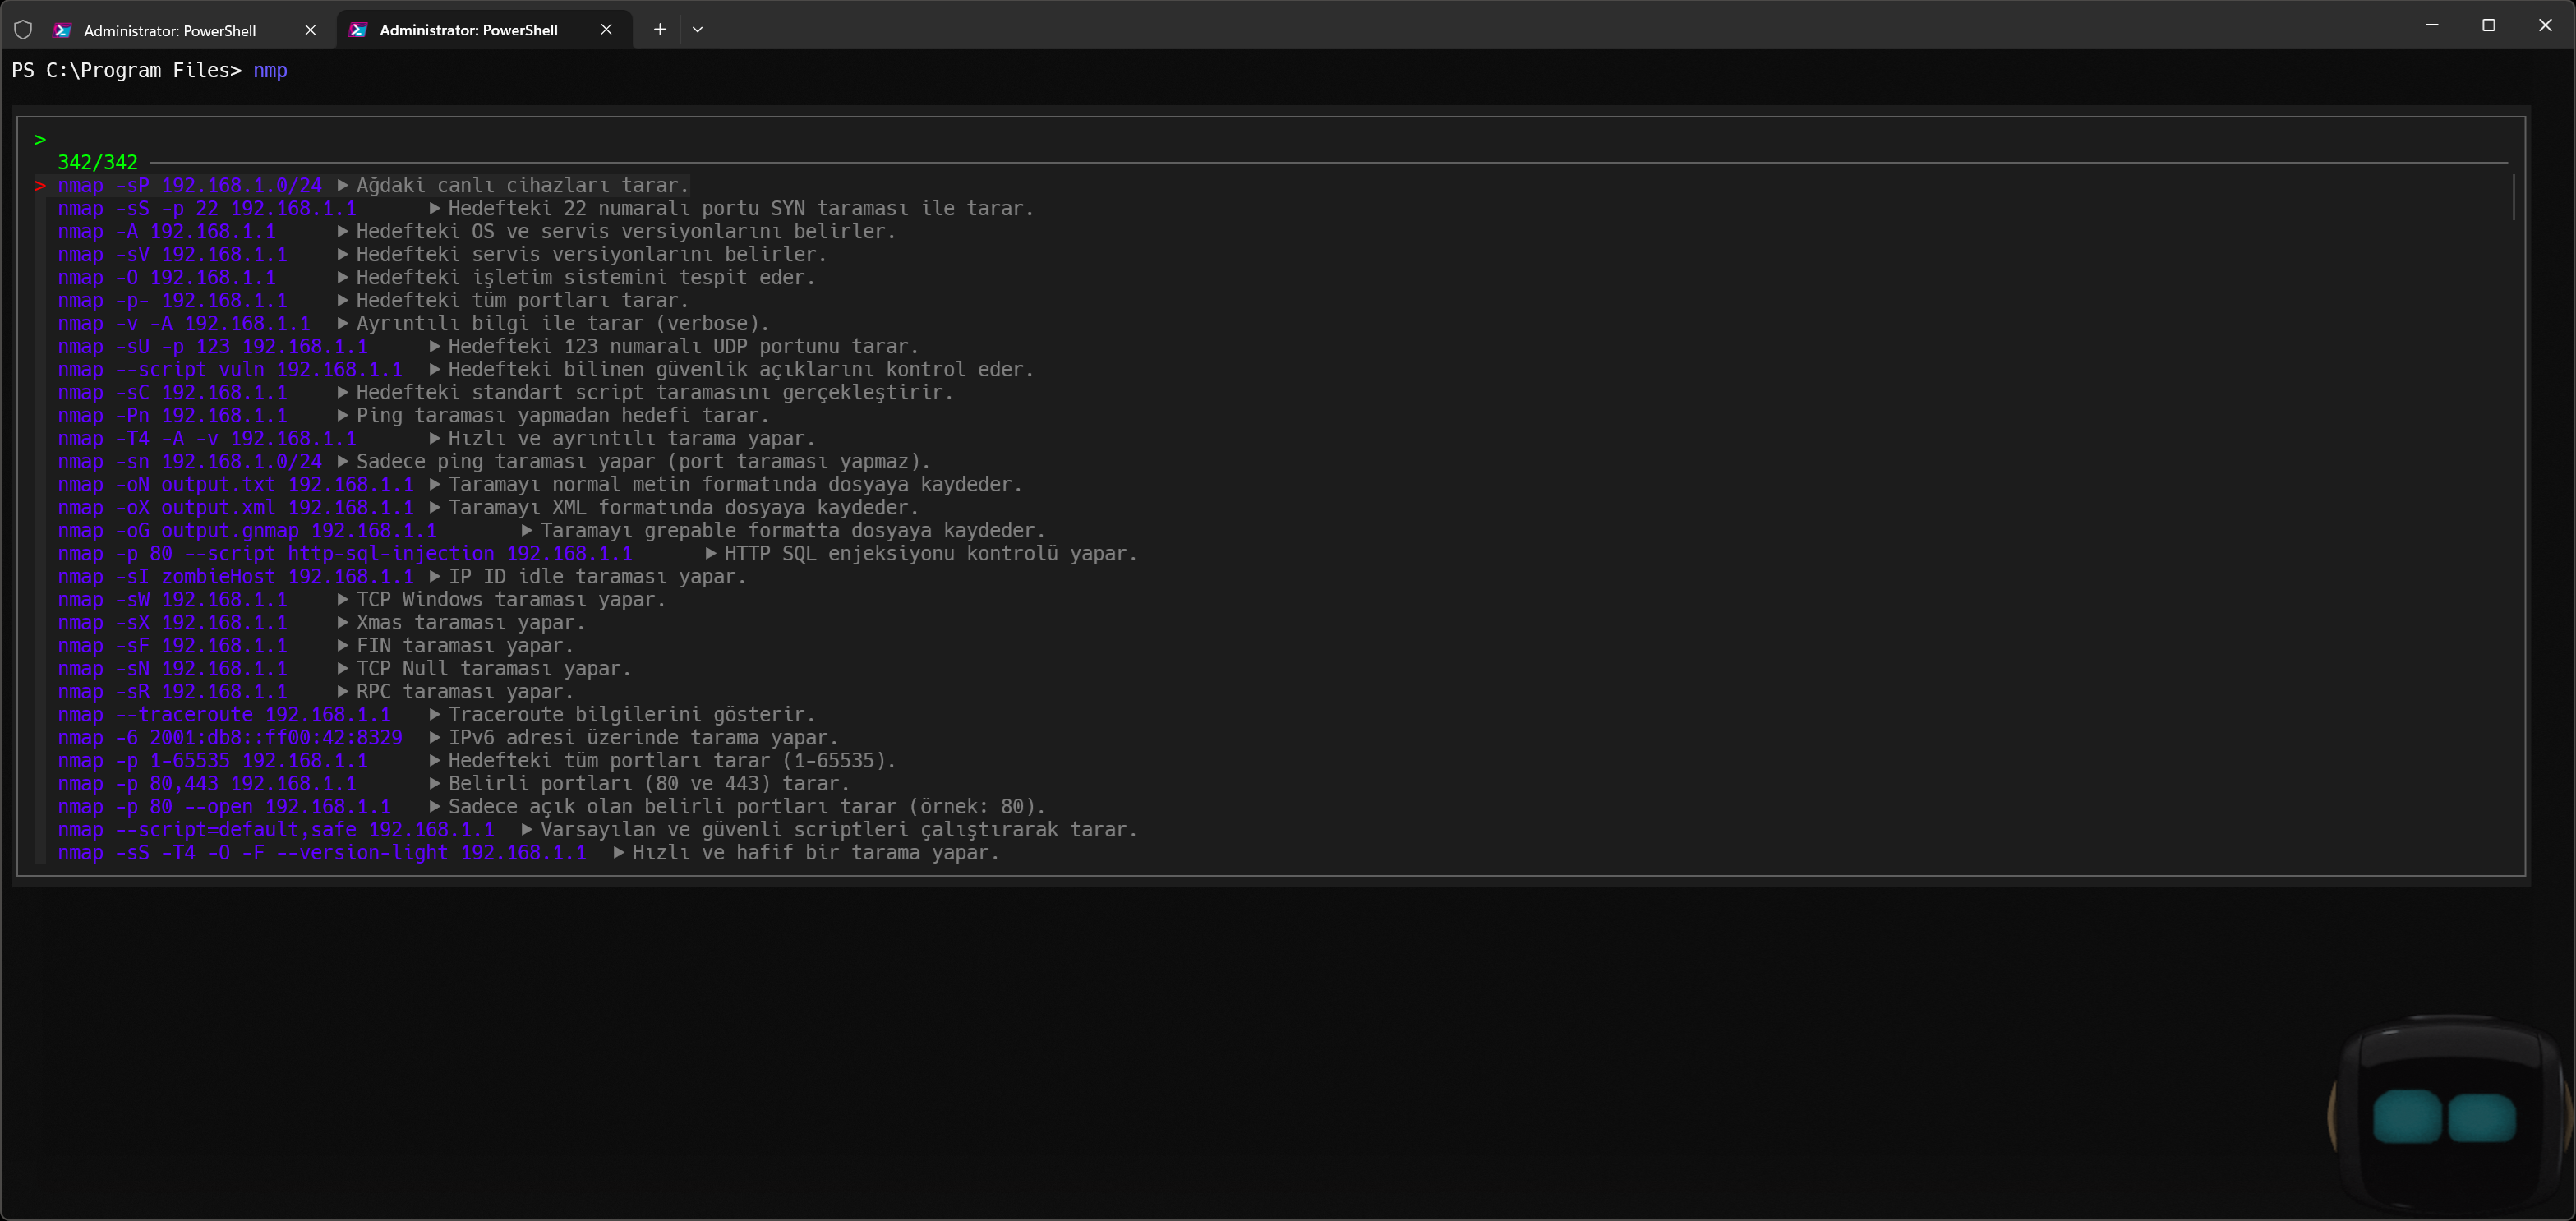 Administrator: PowerShell
Administrator: PowerShell
PS C:\Program Files> nmp
>
342/342
> nmap -sP 192.168.1.0/24 ► Ağdaki canlı cihazları tarar.
nmap -sS -p 22 192.168.1.1 ► Hedefteki 22 numaralı portu SYN taraması ile tarar.
nmap -A 192.168.1.1 ► Hedefteki OS ve servis versiyonlarını belirler.
nmap -sV 192.168.1.1 ► Hedefteki servis versiyonlarını belirler.
nmap -O 192.168.1.1 ► Hedefteki işletim sistemini tespit eder.
nmap -p- 192.168.1.1 ► Hedefteki tüm portları tarar.
nmap -v -A 192.168.1.1 ► Ayrıntılı bilgi ile tarar (verbose).
nmap -sU -p 123 192.168.1.1 ► Hedefteki 123 numaralı UDP portunu tarar.
nmap --script vuln 192.168.1.1 ► Hedefteki bilinen güvenlik açıklarını kontrol eder.
nmap -sC 192.168.1.1 ► Hedefteki standart script taramasını gerçekleştirir.
nmap -Pn 192.168.1.1 ► Ping taraması yapmadan hedefi tarar.
nmap -T4 -A -v 192.168.1.1 ► Hızlı ve ayrıntılı tarama yapar.
nmap -sn 192.168.1.0/24 ► Sadece ping taraması yapar (port taraması yapmaz).
nmap -oN output.txt 192.168.1.1 ► Taramayı normal metin formatında dosyaya kaydeder.
nmap -oX output.xml 192.168.1.1 ► Taramayı XML formatında dosyaya kaydeder.
nmap -oG output.gnmap 192.168.1.1 ► Taramayı grepable formatta dosyaya kaydeder.
nmap -p 80 --script http-sql-injection 192.168.1.1 ► HTTP SQL enjeksiyonu kontrolü yapar.
nmap -sI zombieHost 192.168.1.1 ► IP ID idle taraması yapar.
nmap -sW 192.168.1.1 ► TCP Windows taraması yapar.
nmap -sX 192.168.1.1 ► Xmas taraması yapar.
nmap -sF 192.168.1.1 ► FIN taraması yapar.
nmap -sN 192.168.1.1 ► TCP Null taraması yapar.
nmap -sR 192.168.1.1 ► RPC taraması yapar.
nmap --traceroute 192.168.1.1 ► Traceroute bilgilerini gösterir.
nmap -6 2001:db8::ff00:42:8329 ► IPv6 adresi üzerinde tarama yapar.
nmap -p 1-65535 192.168.1.1 ► Hedefteki tüm portları tarar (1-65535).
nmap -p 80,443 192.168.1.1 ► Belirli portları (80 ve 443) tarar.
nmap -p 80 --open 192.168.1.1 ► Sadece açık olan belirli portları tarar (örnek: 80).
nmap --script=default,safe 192.168.1.1 ► Varsayılan ve güvenli scriptleri çalıştırarak tarar.
nmap -sS -T4 -O -F --version-light 192.168.1.1 ► Hızlı ve hafif bir tarama yapar.